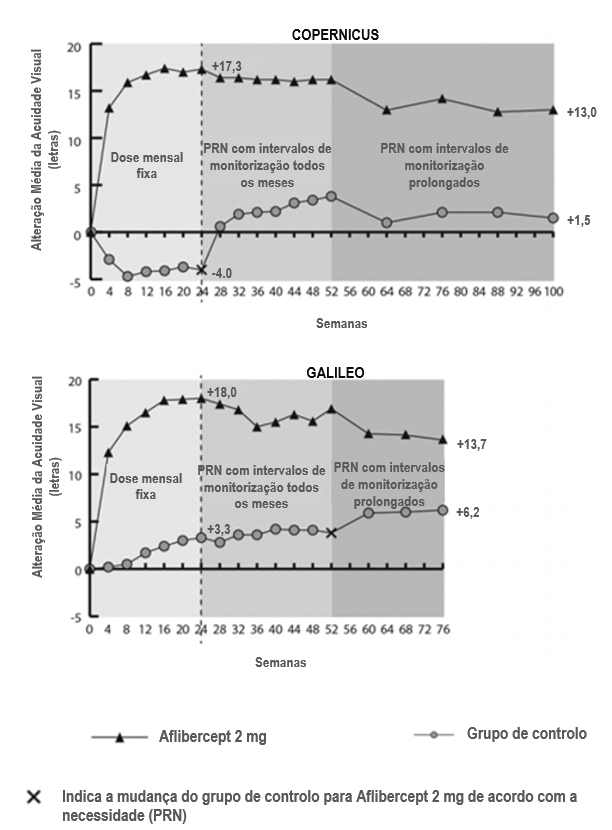 COPERNICUS
Alteração Média da Acuidade Visual
(letras)
20
15
10
5
0
-5
+17,3
+13,0
Dose mensal
fixa
PRN com intervalos de
monitorização todos
os meses
PRN com intervalos de
monitorização
prolongados
+1,5
-4.0
0 4 8 12 16 20 24 28 32 36 40 44 48 52 56 60 64 68 72 76 80 84 88 92 96 100
Semanas
GALILEO
Alteração Média da Acuidade Visual
(letras)
20
15
10
5
0
-5
+18,0
+13,7
Dose mensal
fixa
PRN com intervalos de
monitorização todos
os meses
PRN com intervalos
de monitorização
prolongados
+3,3
+6,2
0 4 8 12 16 20 24 28 32 36 40 44 48 52 56 60 64 68 72 76
Semanas
Aflibercept 2 mg
Grupo de controlo
Indica a mudança do grupo de controlo para Aflibercept 2 mg de acordo com a
necessidade (PRN)